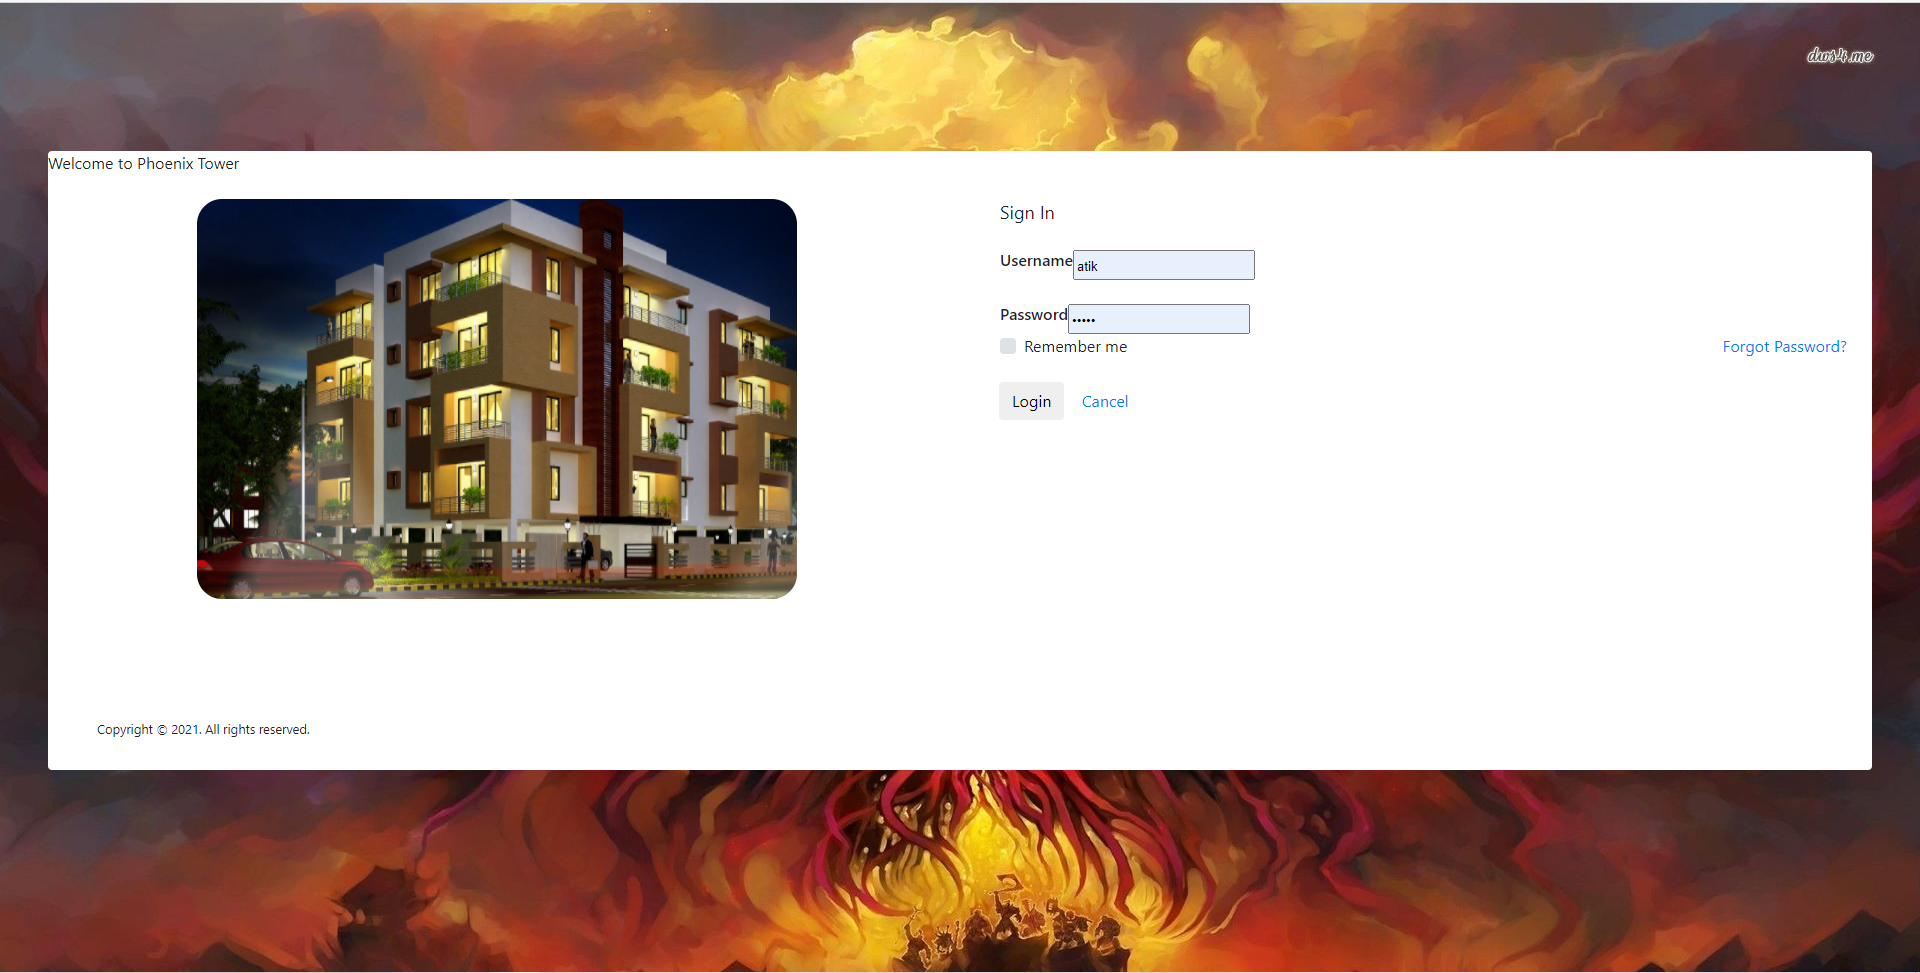 dws4.me
Welcome to Phoenix Tower
Sign In
Username atik
Password •••••
Remember me Forgot Password?
Login Cancel
Copyright © 2021. All rights reserved.